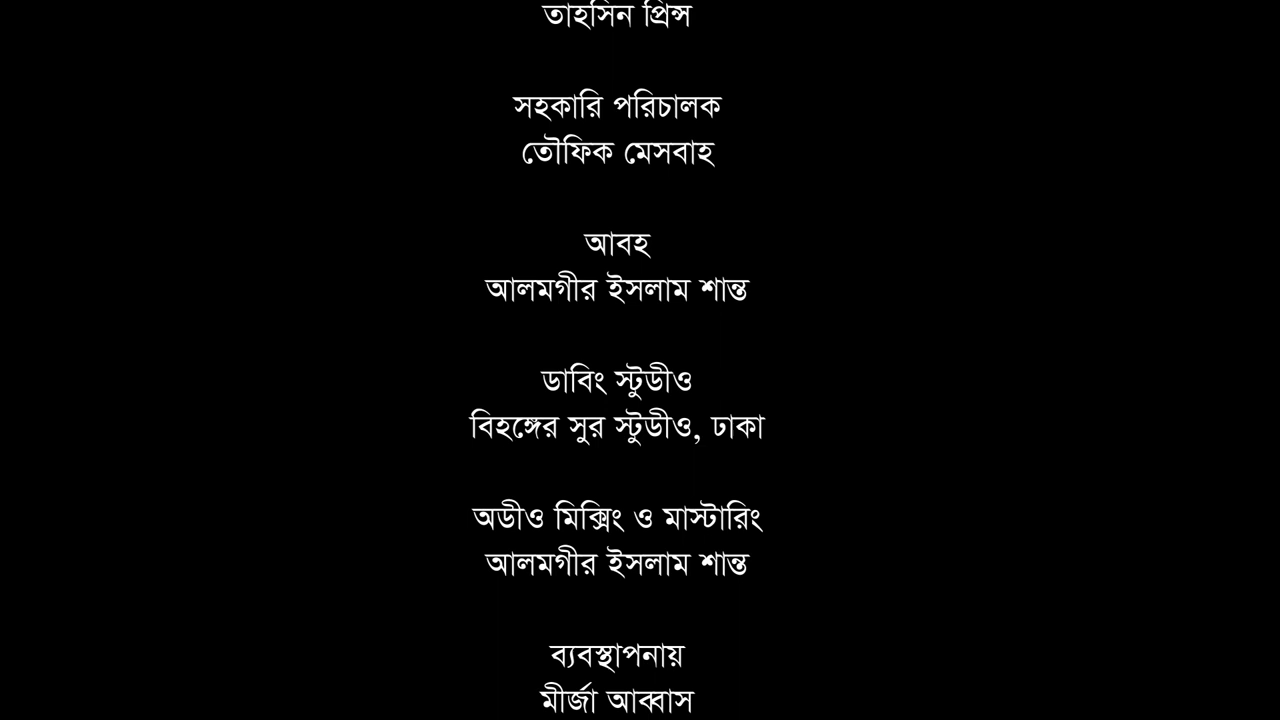 তাহসিন প্রিন্স
সহকারি পরিচালক
তৌফিক মেসবাহ
আবহ
আলমগীর ইসলাম শান্ত
ডাবিং স্টুডীও
বিহঙ্গের সুর স্টুডীও, ঢাকা
অডীও মিক্সিং ও মাস্টারিং
আলমগীর ইসলাম শান্ত
ব্যবস্থাপনায়
মীর্জা আব্বাস